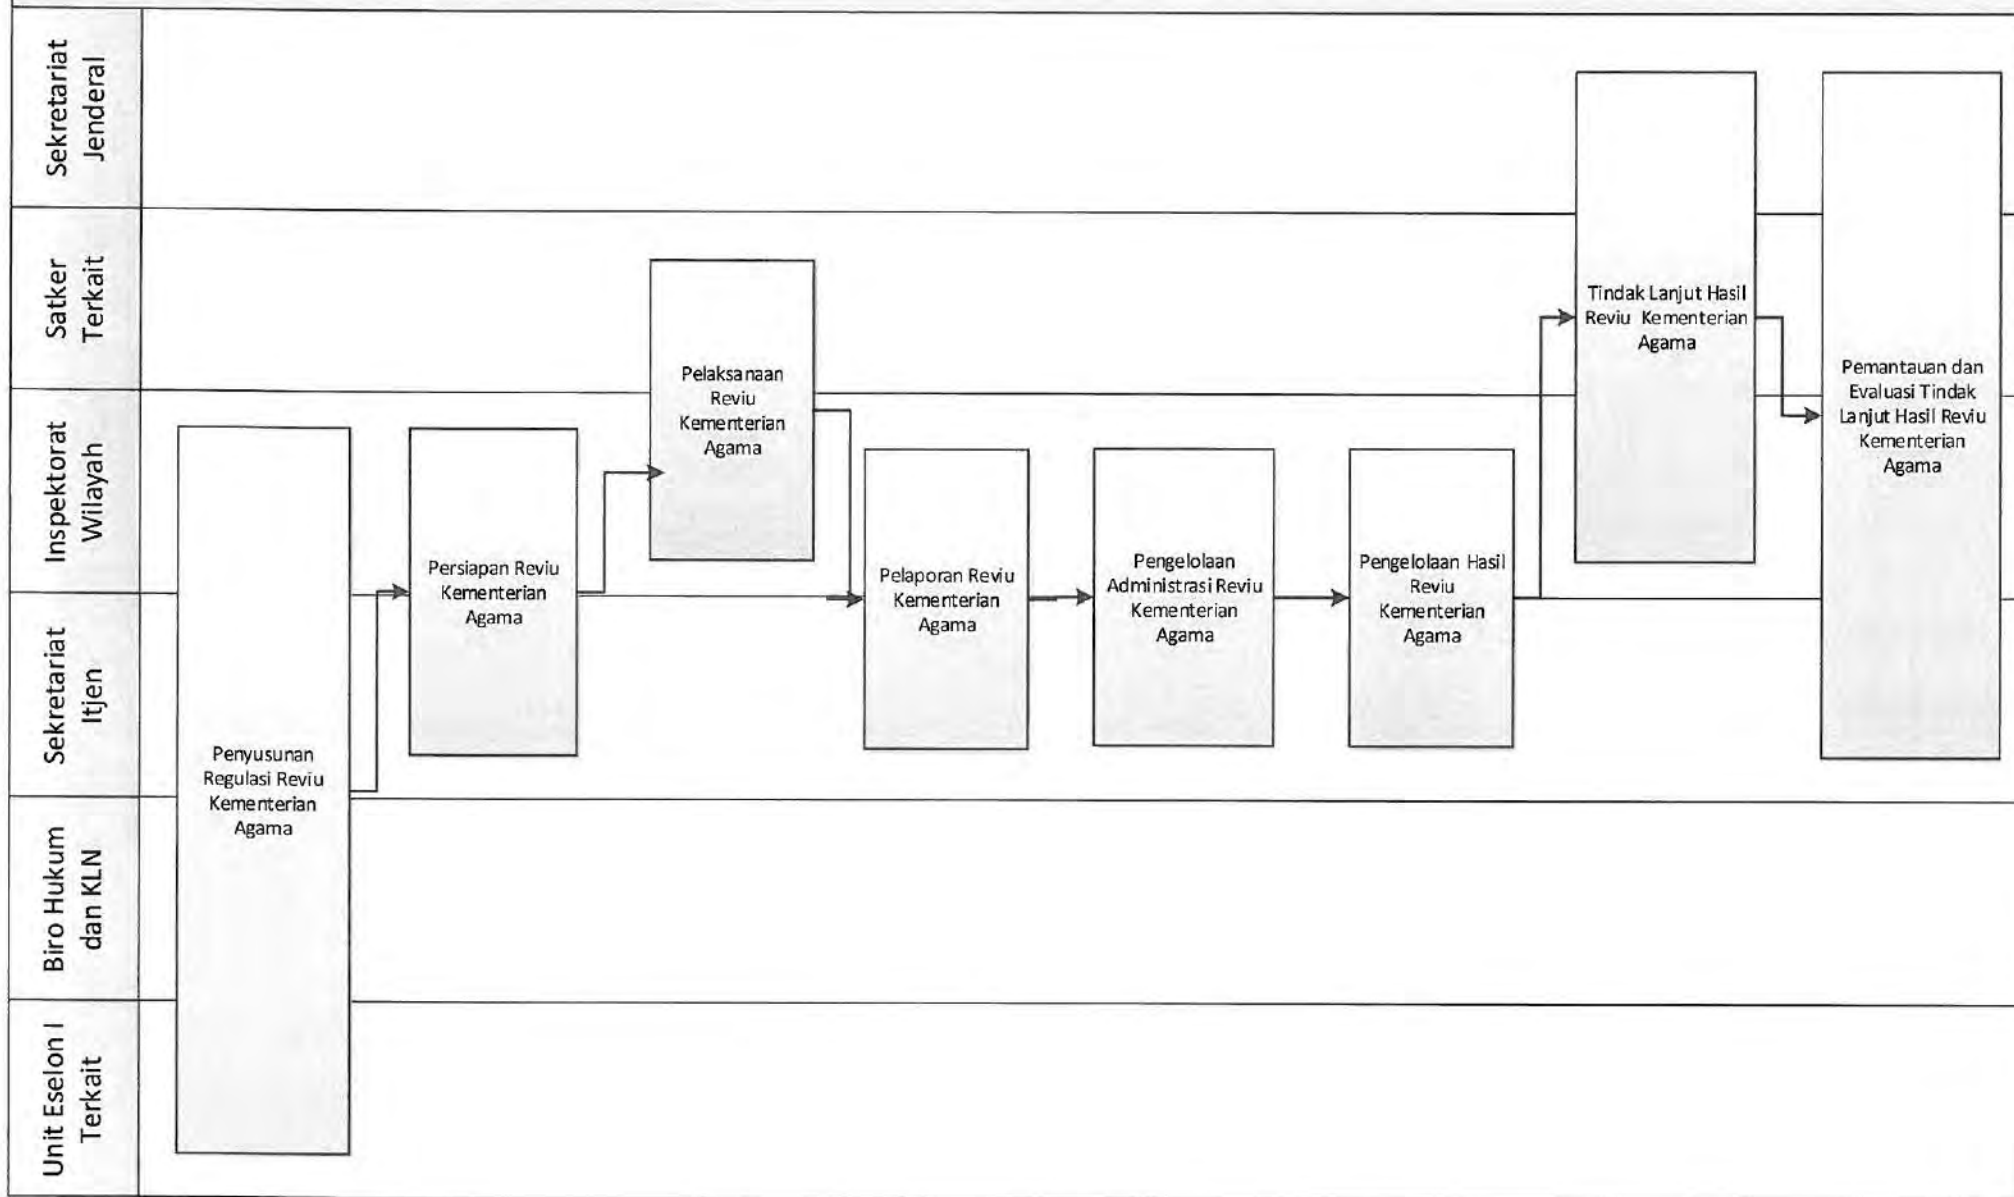 Sekretariat
Jenderal
Satker
Terkait
Inspektorat
Wilayah
Sekretariat
Itjen
Biro Hukum
dan KLN
Unit Eselon I
Terkait
Penyusunan
Regulasi Reviu
Kementerian
Agama
Persiapan Reviu
Kementerian
Agama
Pelaksanaan
Reviu
Kementerian
Agama
Pelaporan Reviu
Kementerian
Agama
Pengelolaan
Administrasi Reviu
Kementerian
Agama
Pengelolaan Hasil
Reviu
Kementerian
Agama
Tindak Lanjut Hasil
Reviu Kementerian
Agama
Pemantauan dan
Evaluasi Tindak
Lanjut Hasil Reviu
Kementerian
Agama